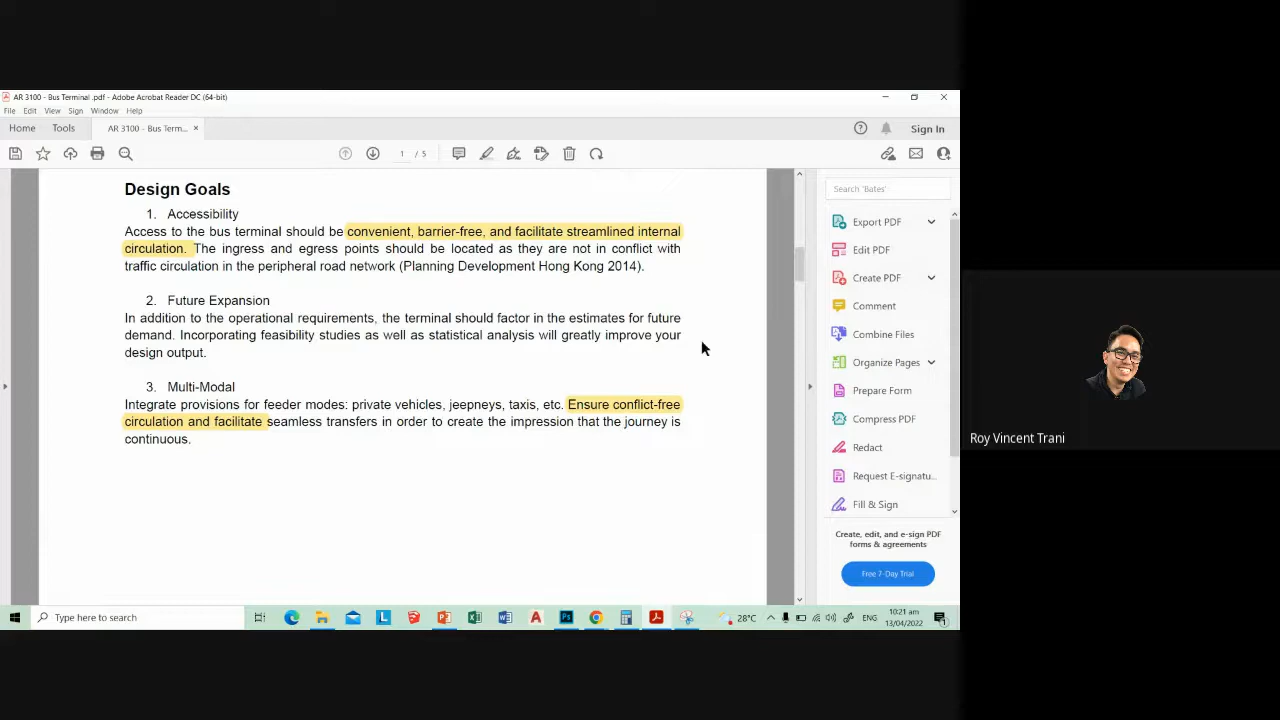 AR 3100 - Bus Terminal .pdf - Adobe Acrobat Reader DC (64-bit)
File Edit View Sign Window Help
Home Tools AR 3100 - Bus Term... × Sign In
1 / 5
Design Goals
1. Accessibility
Access to the bus terminal should be convenient, barrier-free, and facilitate streamlined internal
circulation. The ingress and egress points should be located as they are not in conflict with
traffic circulation in the peripheral road network (Planning Development Hong Kong 2014).
2. Future Expansion
In addition to the operational requirements, the terminal should factor in the estimates for future
demand. Incorporating feasibility studies as well as statistical analysis will greatly improve your
design output.
3. Multi-Modal
Integrate provisions for feeder modes: private vehicles, jeepneys, taxis, etc. Ensure conflict-free
circulation and facilitate seamless transfers in order to create the impression that the journey is
continuous.
Search 'Bates'
Export PDF
Edit PDF
Create PDF
Comment
Combine Files
Organize Pages
Prepare Form
Compress PDF
Redact
Request E-signatu...
Fill & Sign
Create, edit, and e-sign PDF
forms & agreements
Free 7-Day Trial
Roy Vincent Trani
Type here to search
28°C
ENG
10:21 am
13/04/2022